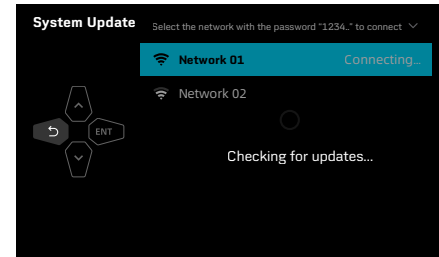 System Update
Select the network with the password "1234.." to connect
Network 01 Connecting...
Network 02
ENT
Checking for updates...